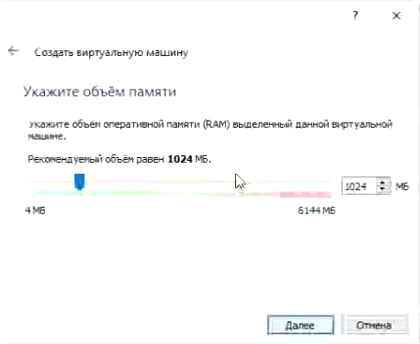 ?
Создать виртуальную машину
Укажите объём памяти
Укажите объём оперативной памяти (RAM) выделенный данной виртуальной
машине.
Рекомендуемый объём равен 1024 МБ.
1024 МБ
4 МБ 6144 МБ
Далее Отмена